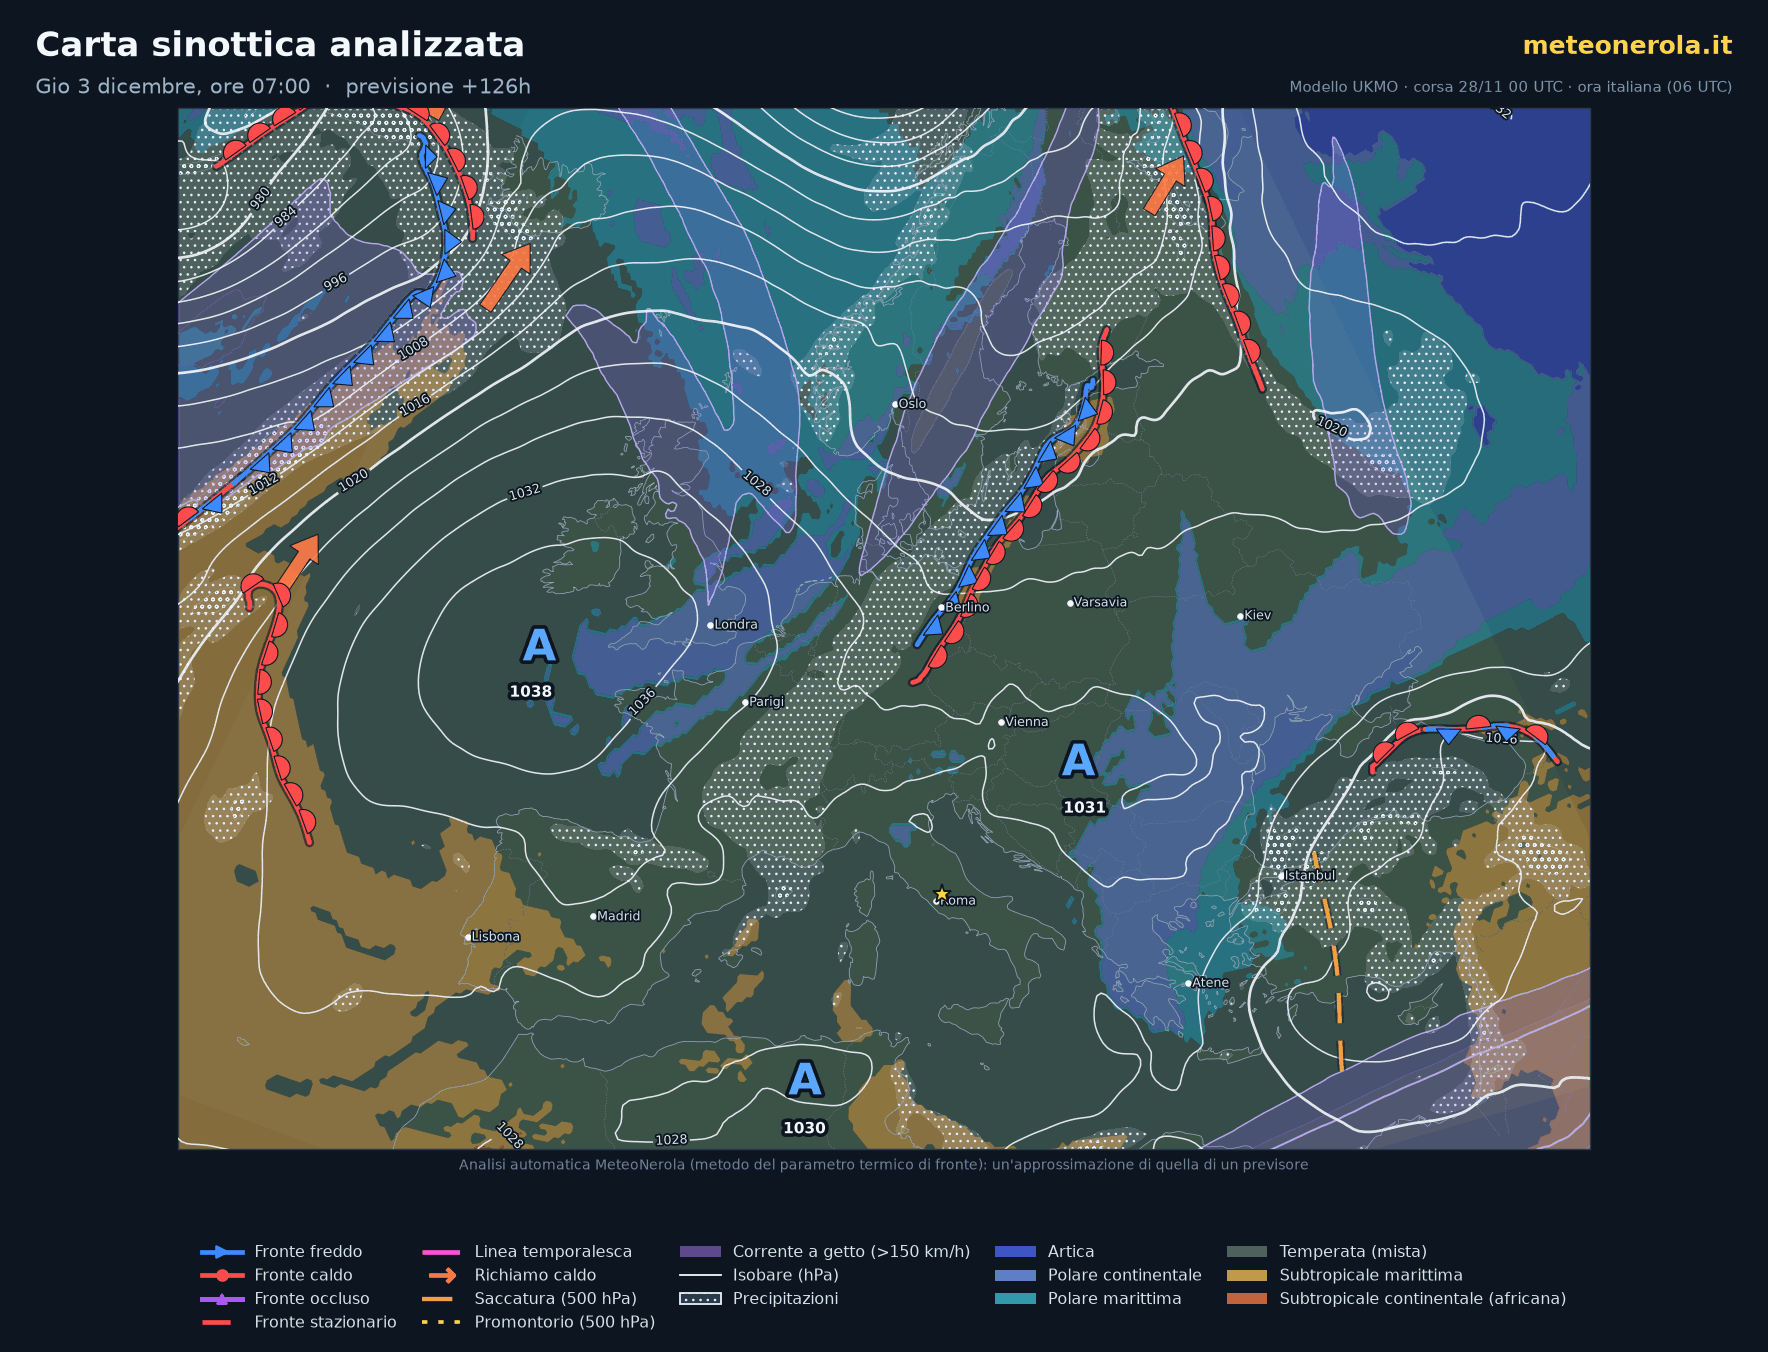 Carta sinottica analizzata
meteonerola.it
Gio 3 dicembre, ore 07:00 · previsione +126h
Modello UKMO · corsa 28/11 00 UTC · ora italiana (06 UTC)
980
984
996
1008
1016
1012
1020
1032
1028
Oslo
1020
Berlino
Varsavia
Kiev
Londra
A
1038
1036
Parigi
Vienna
A
1031
1016
Istanbul
Roma
Madrid
Lisbona
Atene
A
1030
1028
1028
Analisi automatica MeteoNerola (metodo del parametro termico di fronte): un'approssimazione di quella di un previsore
Fronte freddo
Fronte caldo
Fronte occluso
Fronte stazionario
Linea temporalesca
Richiamo caldo
Saccatura (500 hPa)
Promontorio (500 hPa)
Corrente a getto (>150 km/h)
Isobare (hPa)
Precipitazioni
Artica
Polare continentale
Polare marittima
Temperata (mista)
Subtropicale marittima
Subtropicale continentale (africana)